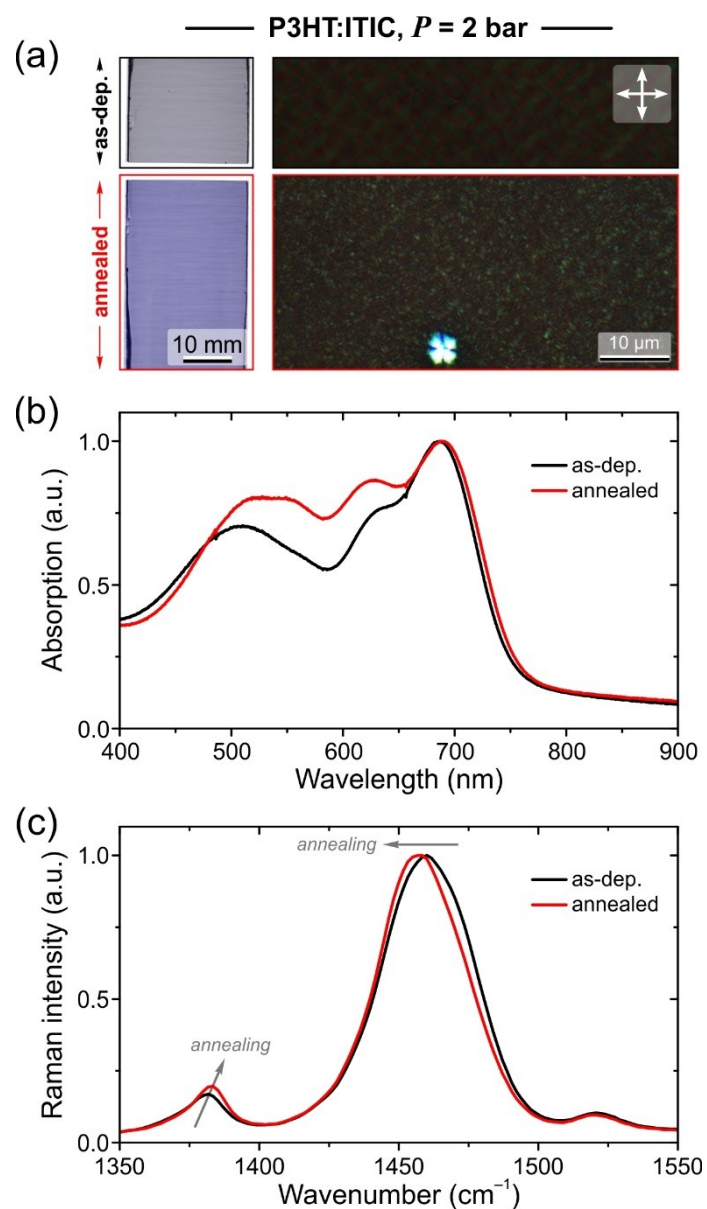 P3HT:ITIC, P = 2 bar
(a)
as-dep.
annealed
10 mm
10 µm
(b)
Absorption (a.u.)
1.0
0.5
0.0
as-dep.
annealed
400 500 600 700 800 900
Wavelength (nm)
(c)
Raman intensity (a.u.)
1.0
0.5
0.0
annealing
annealing
as-dep.
annealed
1350 1400 1450 1500 1550
Wavenumber (cm⁻¹)